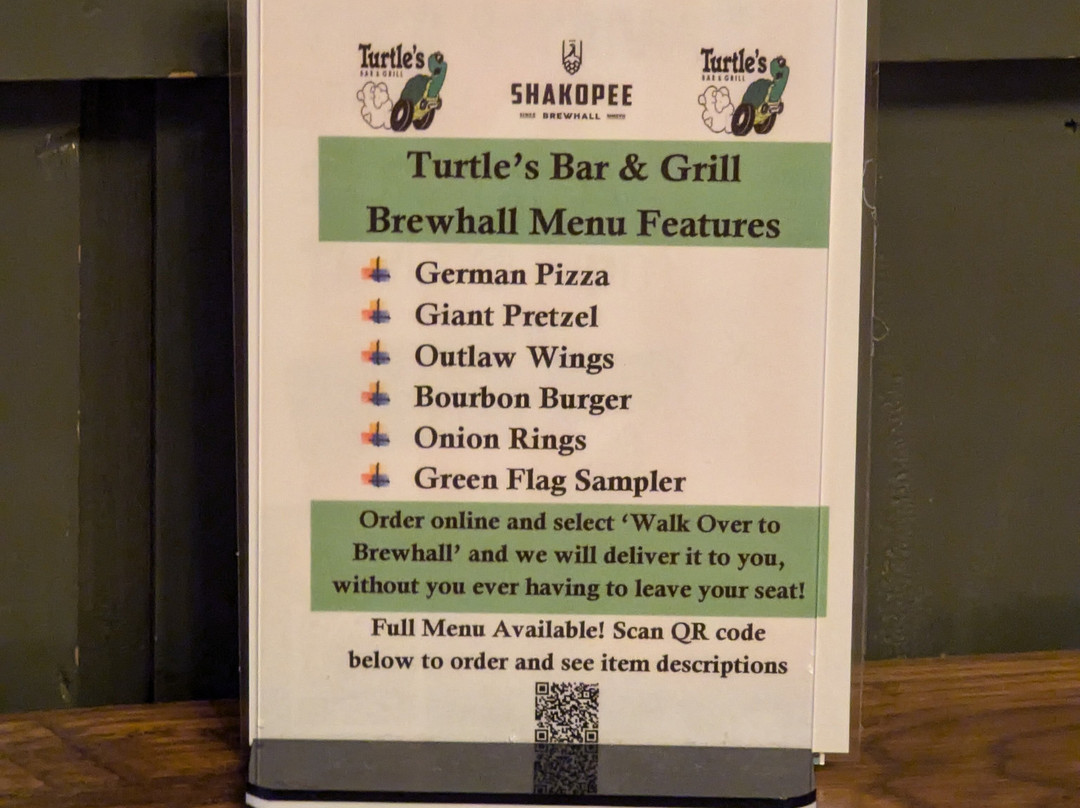 Turtle's
BAR & GRILL
SHAKOPEE
BREWHALL
Turtle's
BAR & GRILL
Turtle's Bar & Grill
Brewhall Menu Features
German Pizza
Giant Pretzel
Outlaw Wings
Bourbon Burger
Onion Rings
Green Flag Sampler
Order online and select 'Walk Over to
Brewhall' and we will deliver it to you,
without you ever having to leave your seat!
Full Menu Available! Scan QR code
below to order and see item descriptions